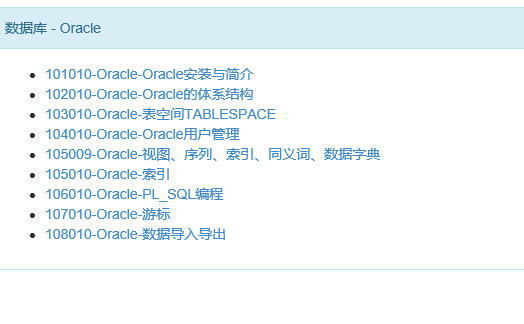 数据库 - Oracle
101010-Oracle-Oracle安装与简介
102010-Oracle-Oracle的体系结构
103010-Oracle-表空间TABLESPACE
104010-Oracle-Oracle用户管理
105009-Oracle-视图、序列、索引、同义词、数据字典
105010-Oracle-索引
106010-Oracle-PL_SQL编程
107010-Oracle-游标
108010-Oracle-数据导入导出